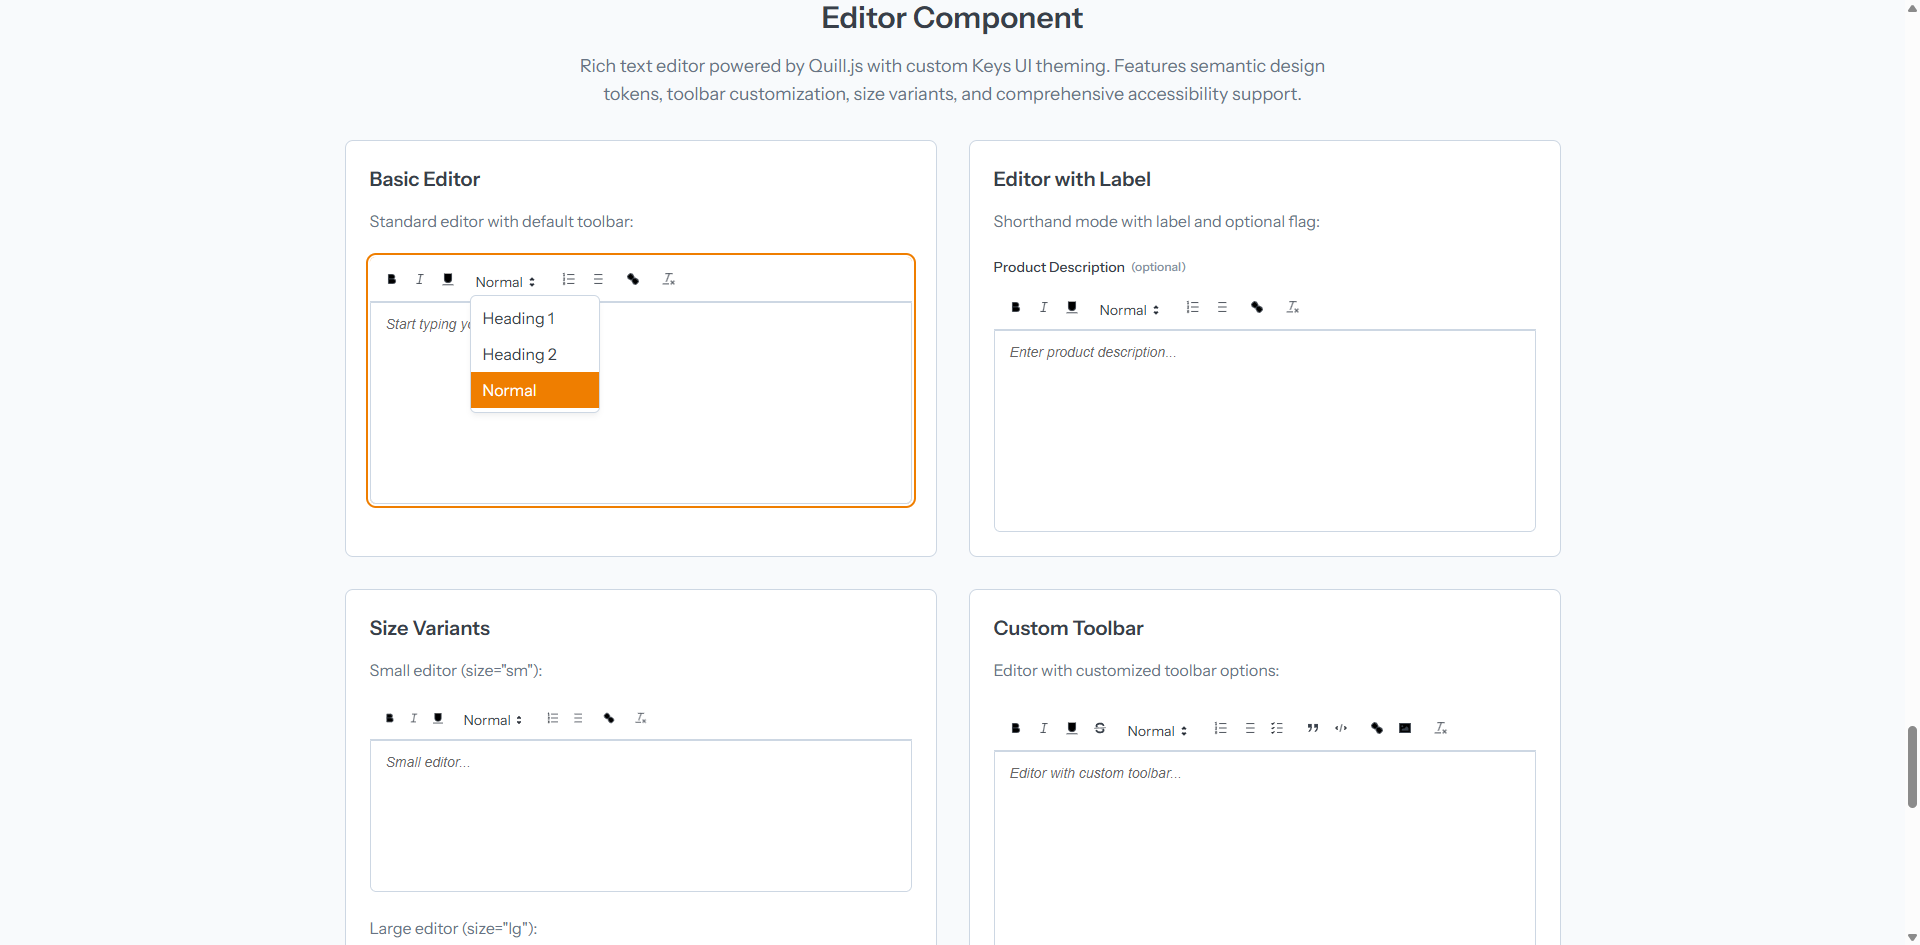 Editor Component
Rich text editor powered by Quill.js with custom Keys UI theming. Features semantic design
tokens, toolbar customization, size variants, and comprehensive accessibility support.
Basic Editor
Standard editor with default toolbar:
Normal
Start typing
Heading 1
Heading 2
Normal
Editor with Label
Shorthand mode with label and optional flag:
Product Description (optional)
Normal
Enter product description...
Size Variants
Small editor (size="sm"):
Normal
Small editor...
Large editor (size="lg"):
Custom Toolbar
Editor with customized toolbar options:
Normal
Editor with custom toolbar...